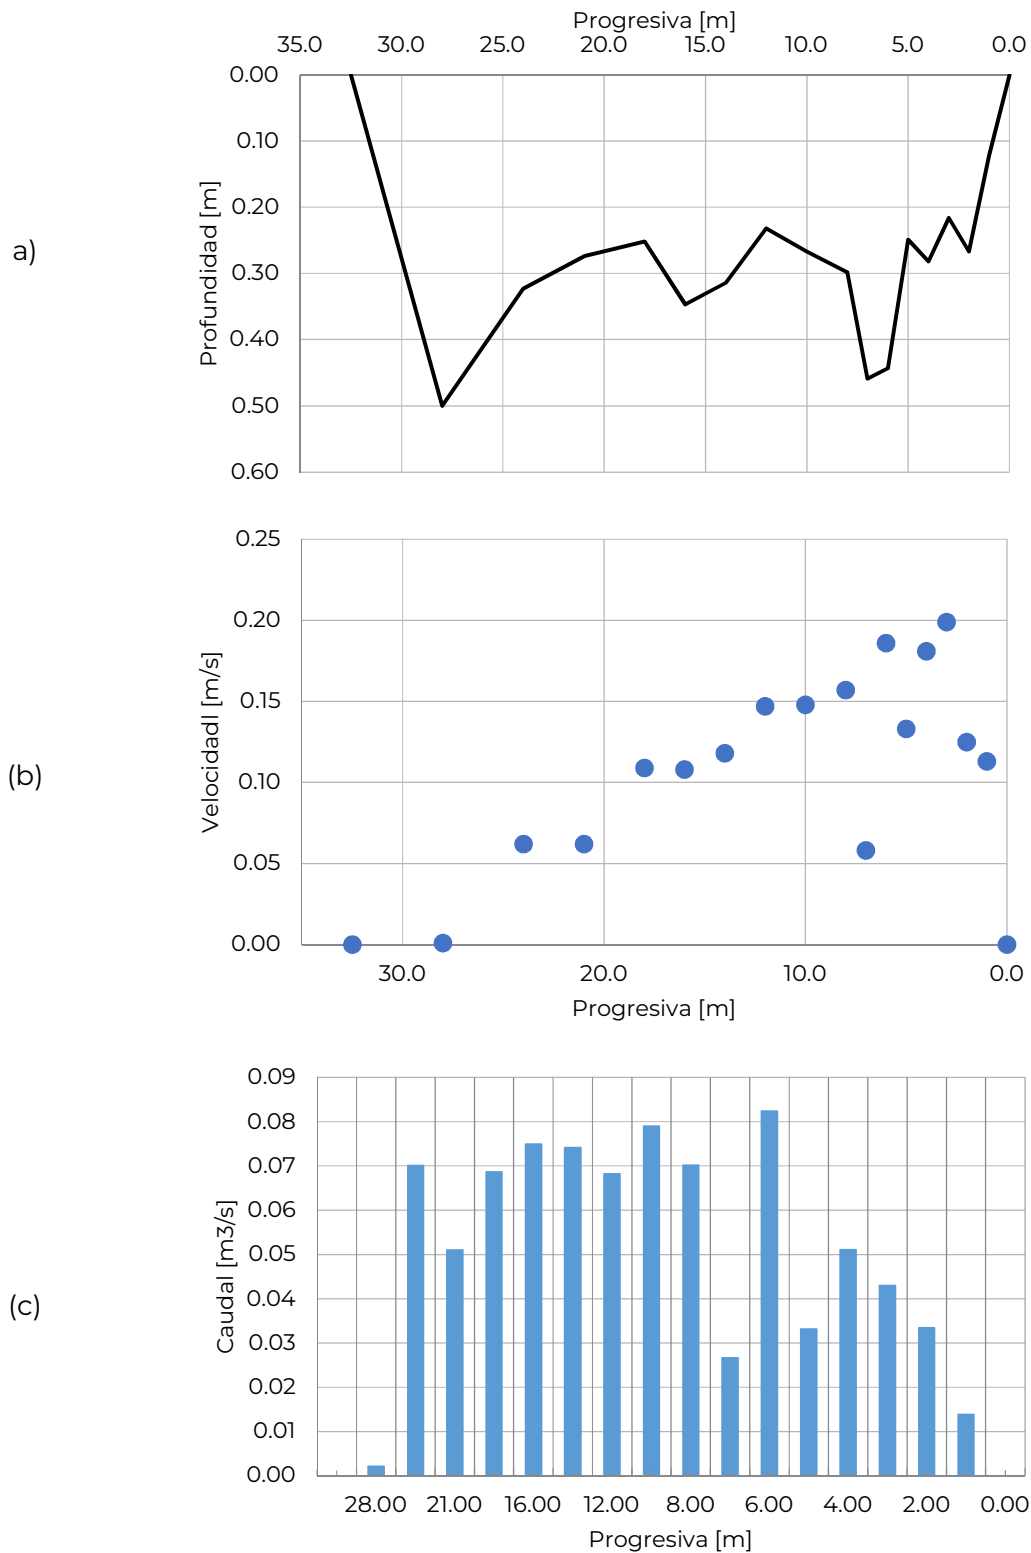 Progresiva [m]
35.0 30.0 25.0 20.0 15.0 10.0 5.0 0.0
0.00
0.10
0.20
a)
0.30
0.40
0.50
0.60
Profundidad [m]
0.25
0.20
0.15
(b)
0.10
0.05
0.00
Velocidadl [m/s]
30.0 20.0 10.0 0.0
Progresiva [m]
0.09
0.08
0.07
0.06
0.05
0.04
(c)
0.03
0.02
0.01
0.00
Caudal [m3/s]
28.00 21.00 16.00 12.00 8.00 6.00 4.00 2.00 0.00
Progresiva [m]